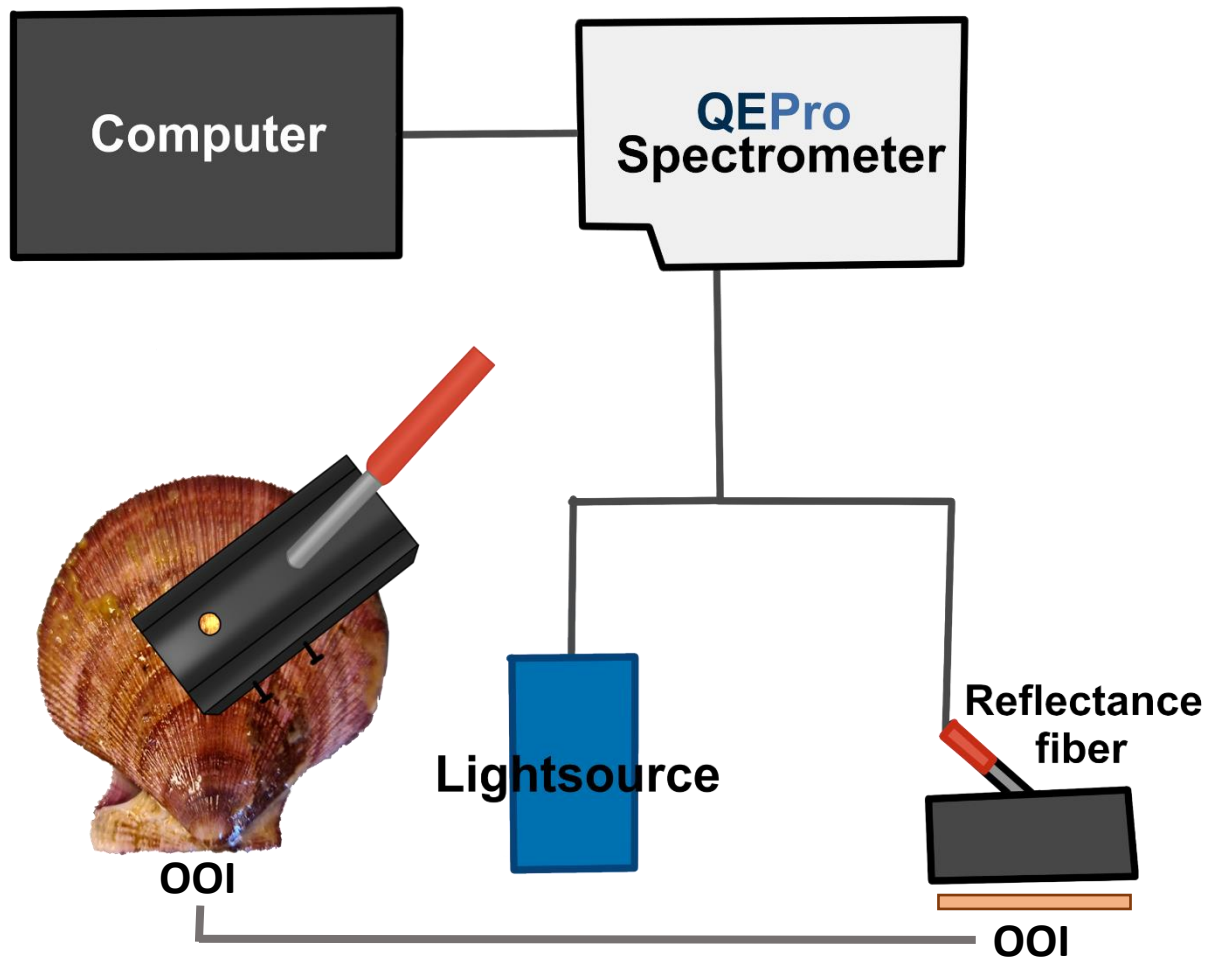 Computer
QEPro
Spectrometer
Reflectance
fiber
Lightsource
OOI
OOI